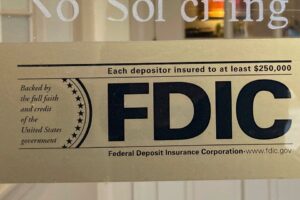 No Soliciting
Each depositor insured to at least $250,000
Backed by
the full faith
and credit
of the
United States
government
FDIC
Federal Deposit Insurance Corporation · www.fdic.gov